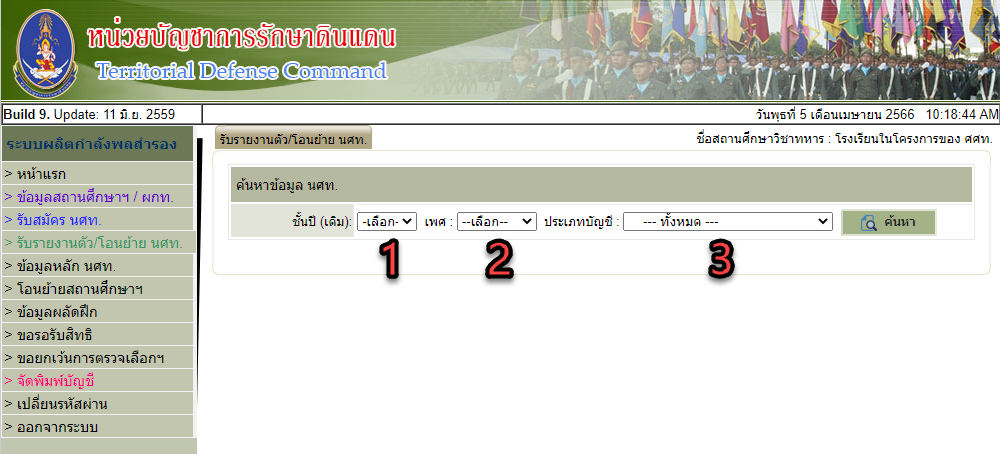 หน่วยบัญชาการรักษาดินแดน
Territorial Defense Command
Build 9. Update: 11 มิ.ย. 2559
วันพุธที่ 5 เดือนเมษายน 2566 10:18:44 AM
ระบบผลิตกำลังพลสำรอง
> หน้าแรก
> ข้อมูลสถานศึกษาฯ / ผกท.
> รับสมัคร นศท.
> รับรายงานตัว/โอนย้าย นศท.
> ข้อมูลหลัก นศท.
> โอนย้ายสถานศึกษาฯ
> ข้อมูลผลัดฝึก
> ขอรอรับสิทธิ
> ขอยกเว้นการตรวจเลือกฯ
> จัดพิมพ์บัญชี
> เปลี่ยนรหัสผ่าน
> ออกจากระบบ
รับรายงานตัว/โอนย้าย นศท.
ชื่อสถานศึกษาวิชาทหาร : โรงเรียนในโครงการของ ศศท.
ค้นหาข้อมูล นศท.
ชั้นปี (เดิม): -เลือก- เพศ : --เลือก-- ประเภทบัญชี : --- ทั้งหมด --- ค้นหา
1 2 3